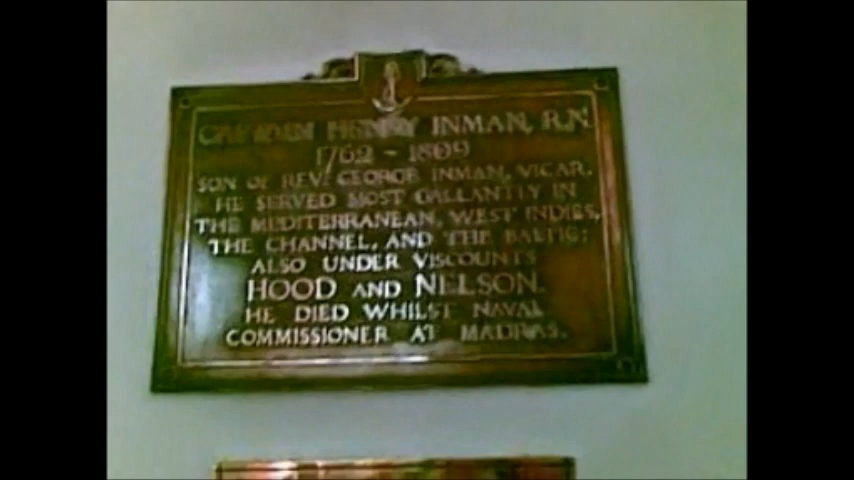 HENRY INMAN, R.N.
1762 - 1809
SON OF REV. GEORGE INMAN, VICAR.
HE SERVED MOST GALLANTLY IN
THE MEDITERRANEAN, WEST INDIES,
THE CHANNEL, AND THE BALTIC;
ALSO UNDER VISCOUNTS
HOOD AND NELSON.
HE DIED WHILST NAVAL
COMMISSIONER AT MADRAS.